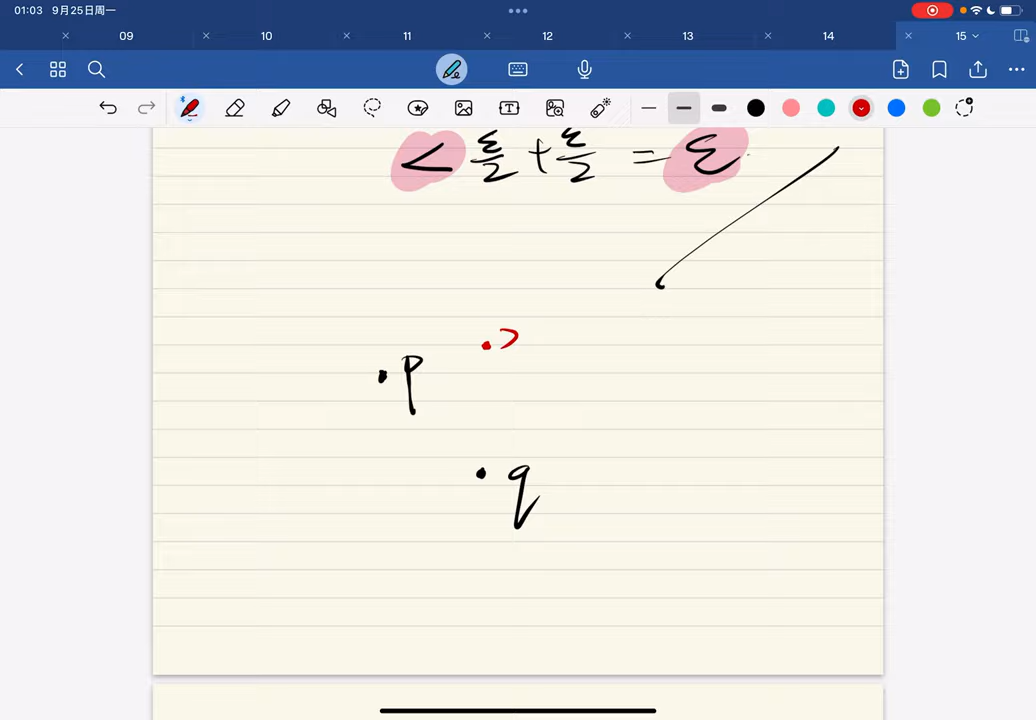 01:03 9月25日周一
09 10 11 12 13 14 15
< ε/2 + ε/2 = ε
p
q